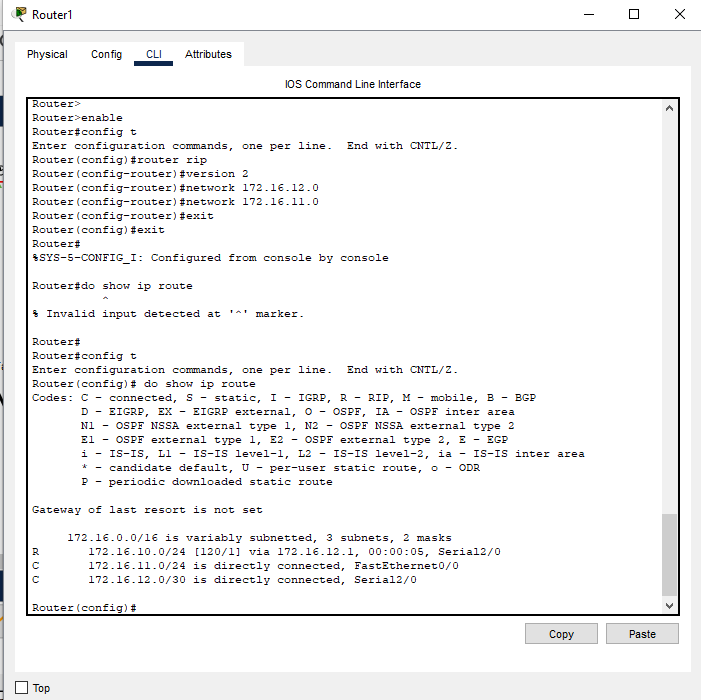 Router1
Physical Config CLI Attributes
IOS Command Line Interface
Router>
Router>enable
Router#config t
Enter configuration commands, one per line.  End with CNTL/Z.
Router(config)#router rip
Router(config-router)#version 2
Router(config-router)#network 172.16.12.0
Router(config-router)#network 172.16.11.0
Router(config-router)#exit
Router(config)#exit
Router#
%SYS-5-CONFIG_I: Configured from console by console
Router#do show ip route
          ^
% Invalid input detected at '^' marker.
Router#
Router#config t
Enter configuration commands, one per line.  End with CNTL/Z.
Router(config)# do show ip route
Codes: C - connected, S - static, I - IGRP, R - RIP, M - mobile, B - BGP
       D - EIGRP, EX - EIGRP external, O - OSPF, IA - OSPF inter area
       N1 - OSPF NSSA external type 1, N2 - OSPF NSSA external type 2
       E1 - OSPF external type 1, E2 - OSPF external type 2, E - EGP
       i - IS-IS, L1 - IS-IS level-1, L2 - IS-IS level-2, ia - IS-IS inter area
       * - candidate default, U - per-user static route, o - ODR
       P - periodic downloaded static route
Gateway of last resort is not set
     172.16.0.0/16 is variably subnetted, 3 subnets, 2 masks
R       172.16.10.0/24 [120/1] via 172.16.12.1, 00:00:05, Serial2/0
C       172.16.11.0/24 is directly connected, FastEthernet0/0
C       172.16.12.0/30 is directly connected, Serial2/0
Router(config)#
Copy Paste
Top